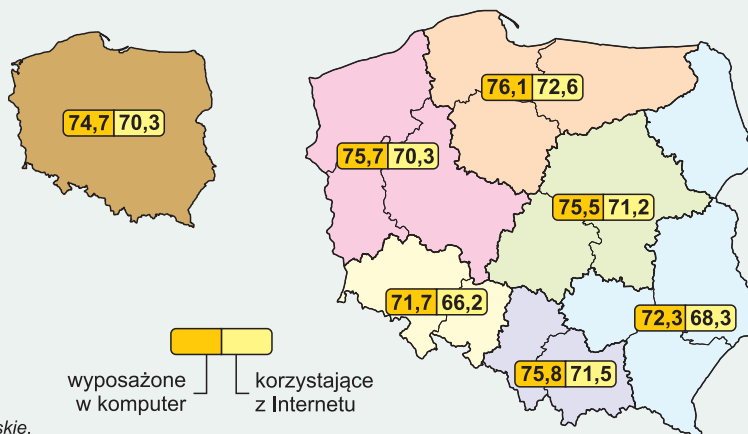 74,7 70,3
76,1 72,6
75,7 70,3
75,5 71,2
71,7 66,2
72,3 68,3
75,8 71,5
wyposażone
w komputer
korzystające
z Internetu